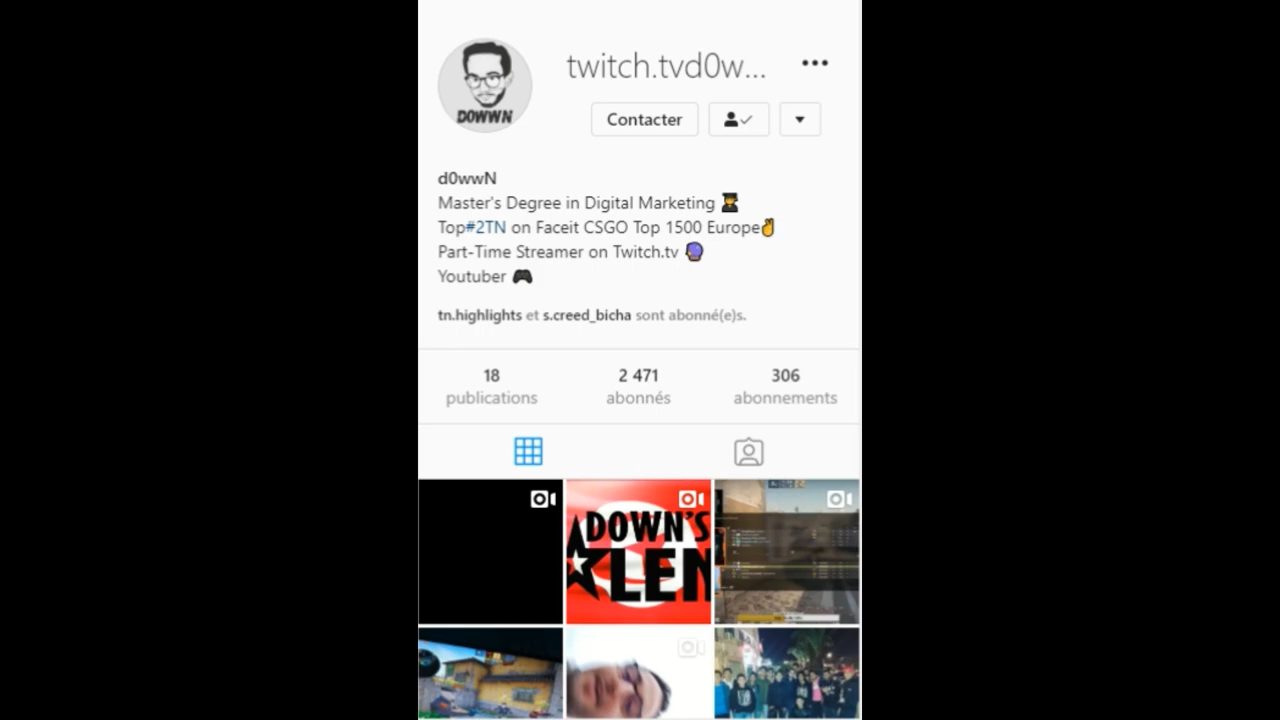 twitch.tvd0w...
DOWWN
Contacter
d0wwN
Master's Degree in Digital Marketing
Top#2TN on Faceit CSGO Top 1500 Europe
Part-Time Streamer on Twitch.tv
Youtuber
tn.highlights et s.creed_bicha sont abonné(e)s.
18 2 471 306
publications abonnés abonnements
DOWN'S
LEN